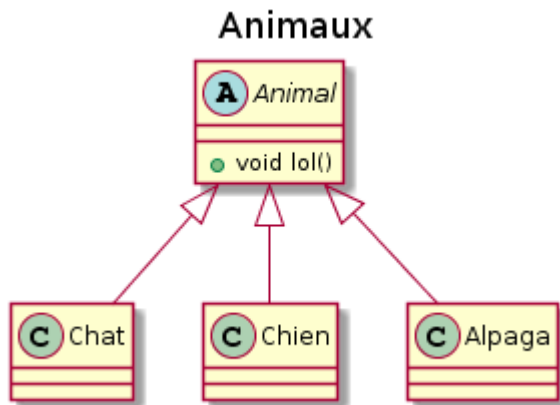 Animaux
A Animal
void lol()
C Chat
C Chien
C Alpaga